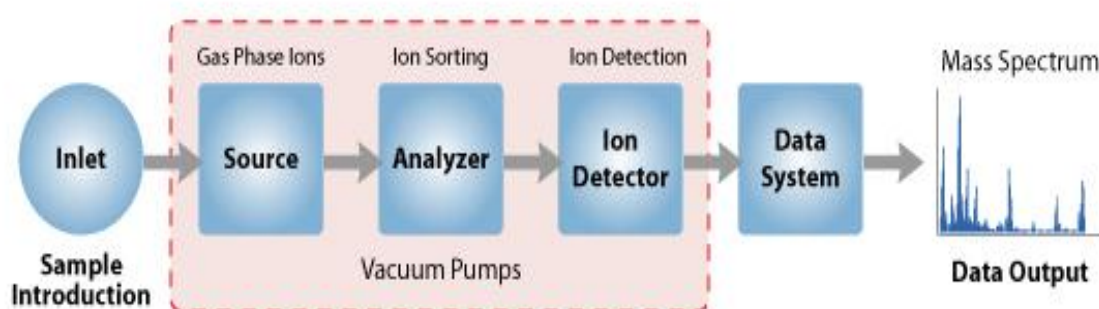 Gas Phase Ions
Ion Sorting
Ion Detection
Mass Spectrum
Inlet
Source
Analyzer
Ion
Detector
Data
System
Sample
Introduction
Vacuum Pumps
Data Output